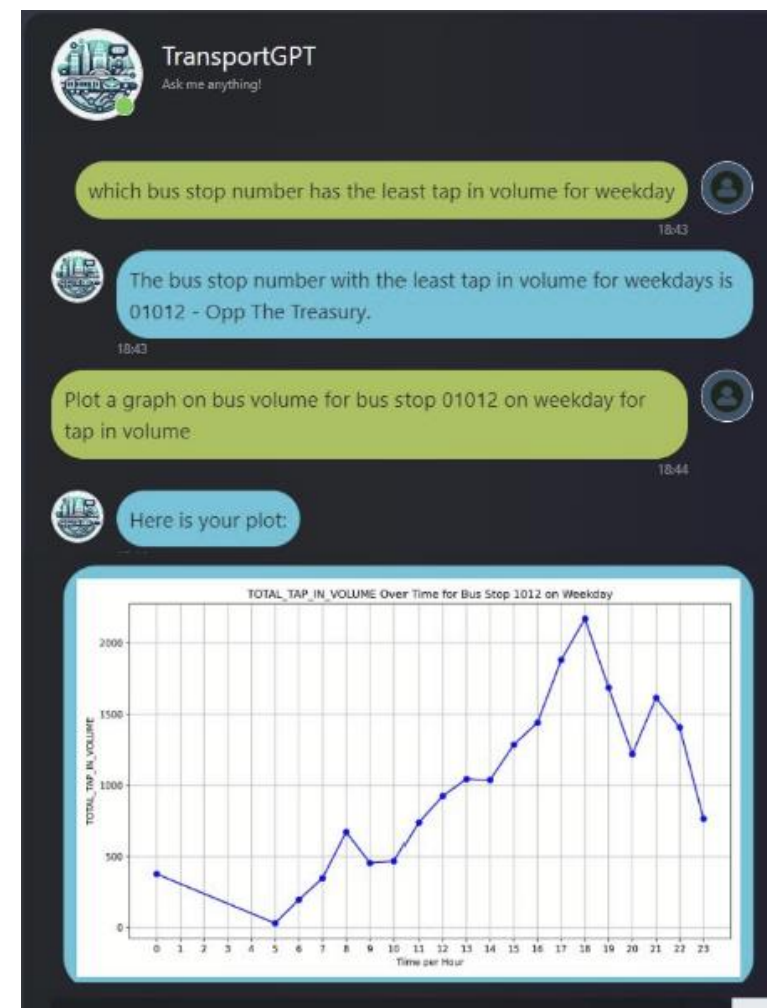 TransportGPT
Ask me anything!
which bus stop number has the least tap in volume for weekday
18:43
The bus stop number with the least tap in volume for weekdays is
01012 - Opp The Treasury.
18:43
Plot a graph on bus volume for bus stop 01012 on weekday for
tap in volume
18:44
Here is your plot:
TOTAL_TAP_IN_VOLUME Over Time for Bus Stop 1012 on Weekday
TOTAL_TAP_IN_VOLUME
2000
1500
1000
500
0
0 1 2 3 4 5 6 7 8 9 10 11 12 13 14 15 16 17 18 19 20 21 22 23
Time per Hour